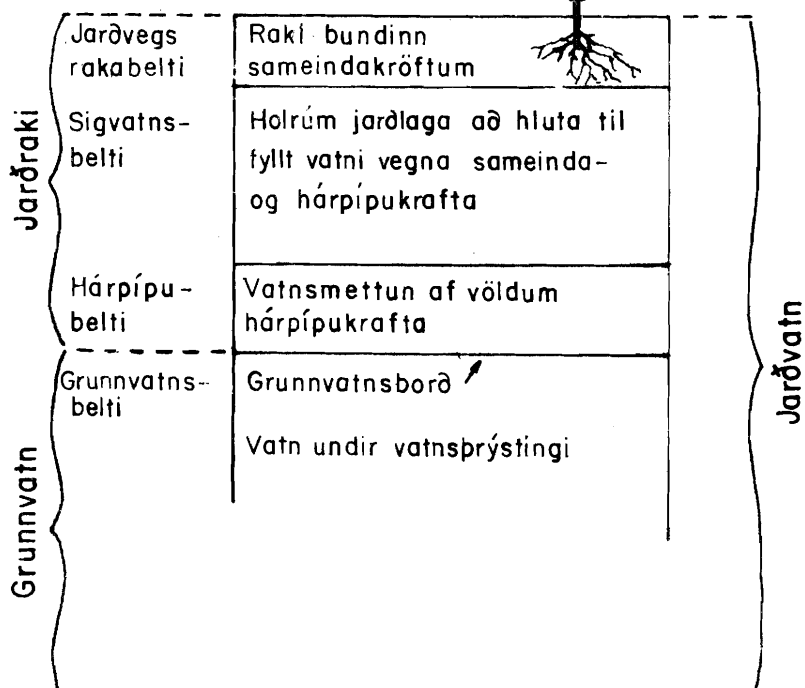 Jarðvegs
rakabelti
Raki bundinn
sameindakröftum
Jarðraki
Sigvatns-
belti
Holrúm jarðlaga að hluta til
fyllt vatni vegna sameinda-
og hárpípukrafta
Hárpípu-
belti
Vatnsmettun af völdum
hárpípukrafta
Jarðvatn
Grunnvatns-
belti
Grunnvatnsborð
Vatn undir vatnsþrýstingi
Grunnvatn